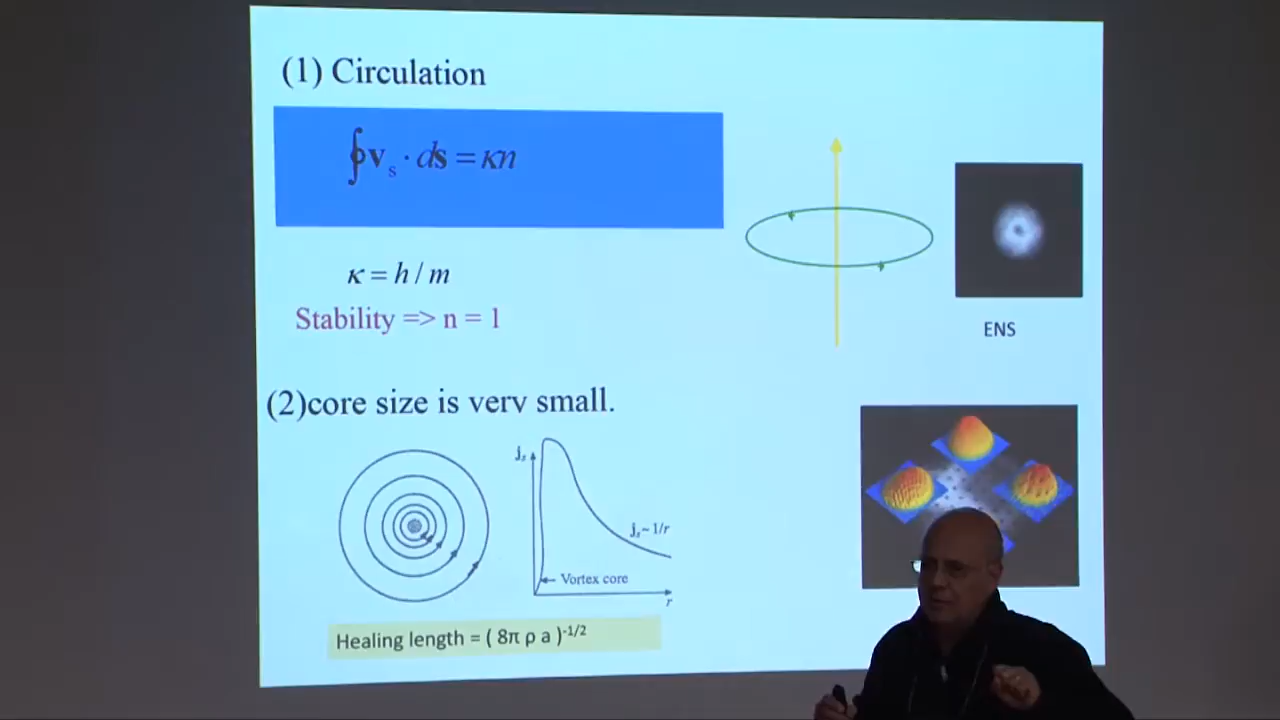 (1) Circulation
∮v_s · ds = κn
κ = h / m
Stability => n = 1
ENS
(2)core size is very small.
j_s
j_s ~ 1/r
Vortex core
r
Healing length = ( 8π ρ a )^-1/2